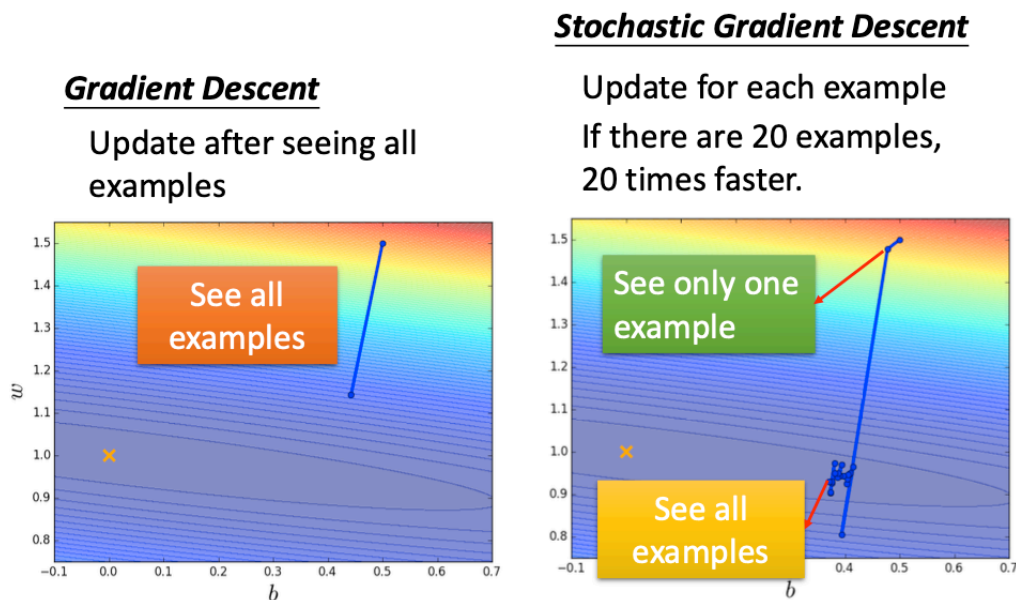 Gradient Descent
Update after seeing all
examples
See all
examples
1.5
1.4
1.3
1.2
1.1
1.0
0.9
0.8
w
−0.1 0.0 0.1 0.2 0.3 0.4 0.5 0.6 0.7
b
Stochastic Gradient Descent
Update for each example
If there are 20 examples,
20 times faster.
See only one
example
See all
examples
1.5
1.4
1.3
1.2
1.1
1.0
0.9
0.8
−0.1 0.4 0.5 0.6 0.7
b